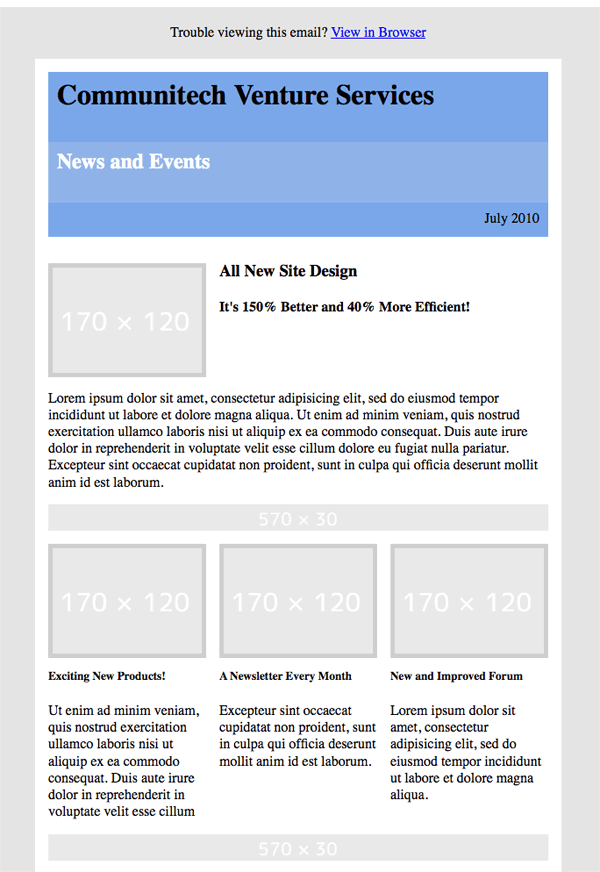 Trouble viewing this email? View in Browser
Communitech Venture Services
News and Events
July 2010
170 × 120
All New Site Design
It's 150% Better and 40% More Efficient!
Lorem ipsum dolor sit amet, consectetur adipisicing elit, sed do eiusmod tempor
incididunt ut labore et dolore magna aliqua. Ut enim ad minim veniam, quis nostrud
exercitation ullamco laboris nisi ut aliquip ex ea commodo consequat. Duis aute irure
dolor in reprehenderit in voluptate velit esse cillum dolore eu fugiat nulla pariatur.
Excepteur sint occaecat cupidatat non proident, sunt in culpa qui officia deserunt mollit
anim id est laborum.
570 × 30
170 × 120
Exciting New Products!
Ut enim ad minim veniam,
quis nostrud exercitation
ullamco laboris nisi ut
aliquip ex ea commodo
consequat. Duis aute irure
dolor in reprehenderit in
voluptate velit esse cillum
170 × 120
A Newsletter Every Month
Excepteur sint occaecat
cupidatat non proident, sunt
in culpa qui officia deserunt
mollit anim id est laborum.
170 × 120
New and Improved Forum
Lorem ipsum dolor sit
amet, consectetur
adipisicing elit, sed do
eiusmod tempor incididunt
ut labore et dolore magna
aliqua.
570 × 30